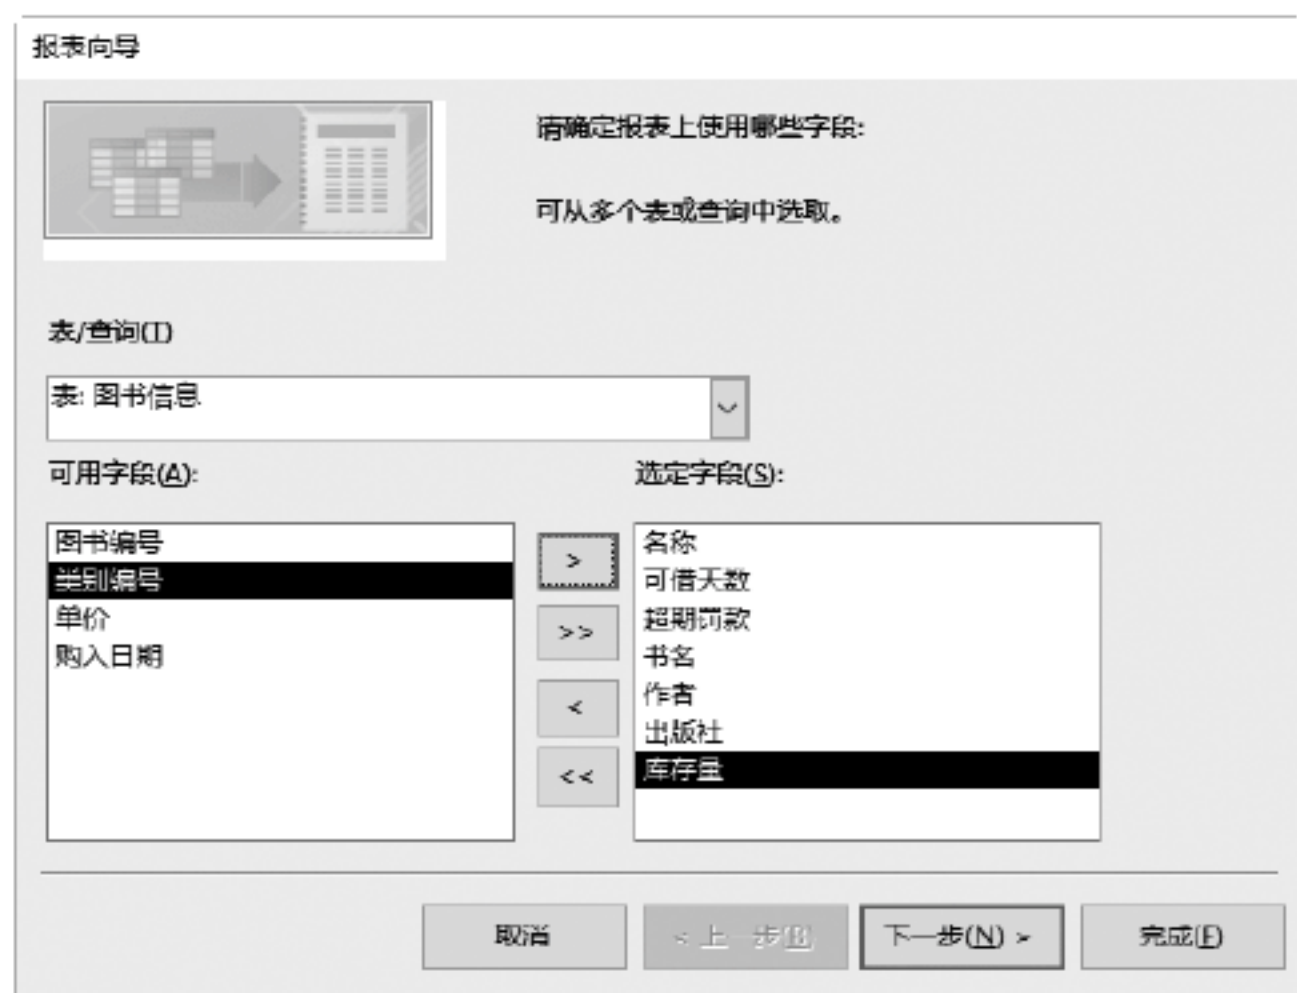 报表向导
请确定报表上使用哪些字段:
可从多个表或查询中选取。
表/查询(T)
表: 图书信息
可用字段(A):
选定字段(S):
图书编号
类别编号
单价
购入日期
>
>>
<
<<
名称
可借天数
超期罚款
书名
作者
出版社
库存量
取消
< 上一步(B)
下一步(N) >
完成(F)